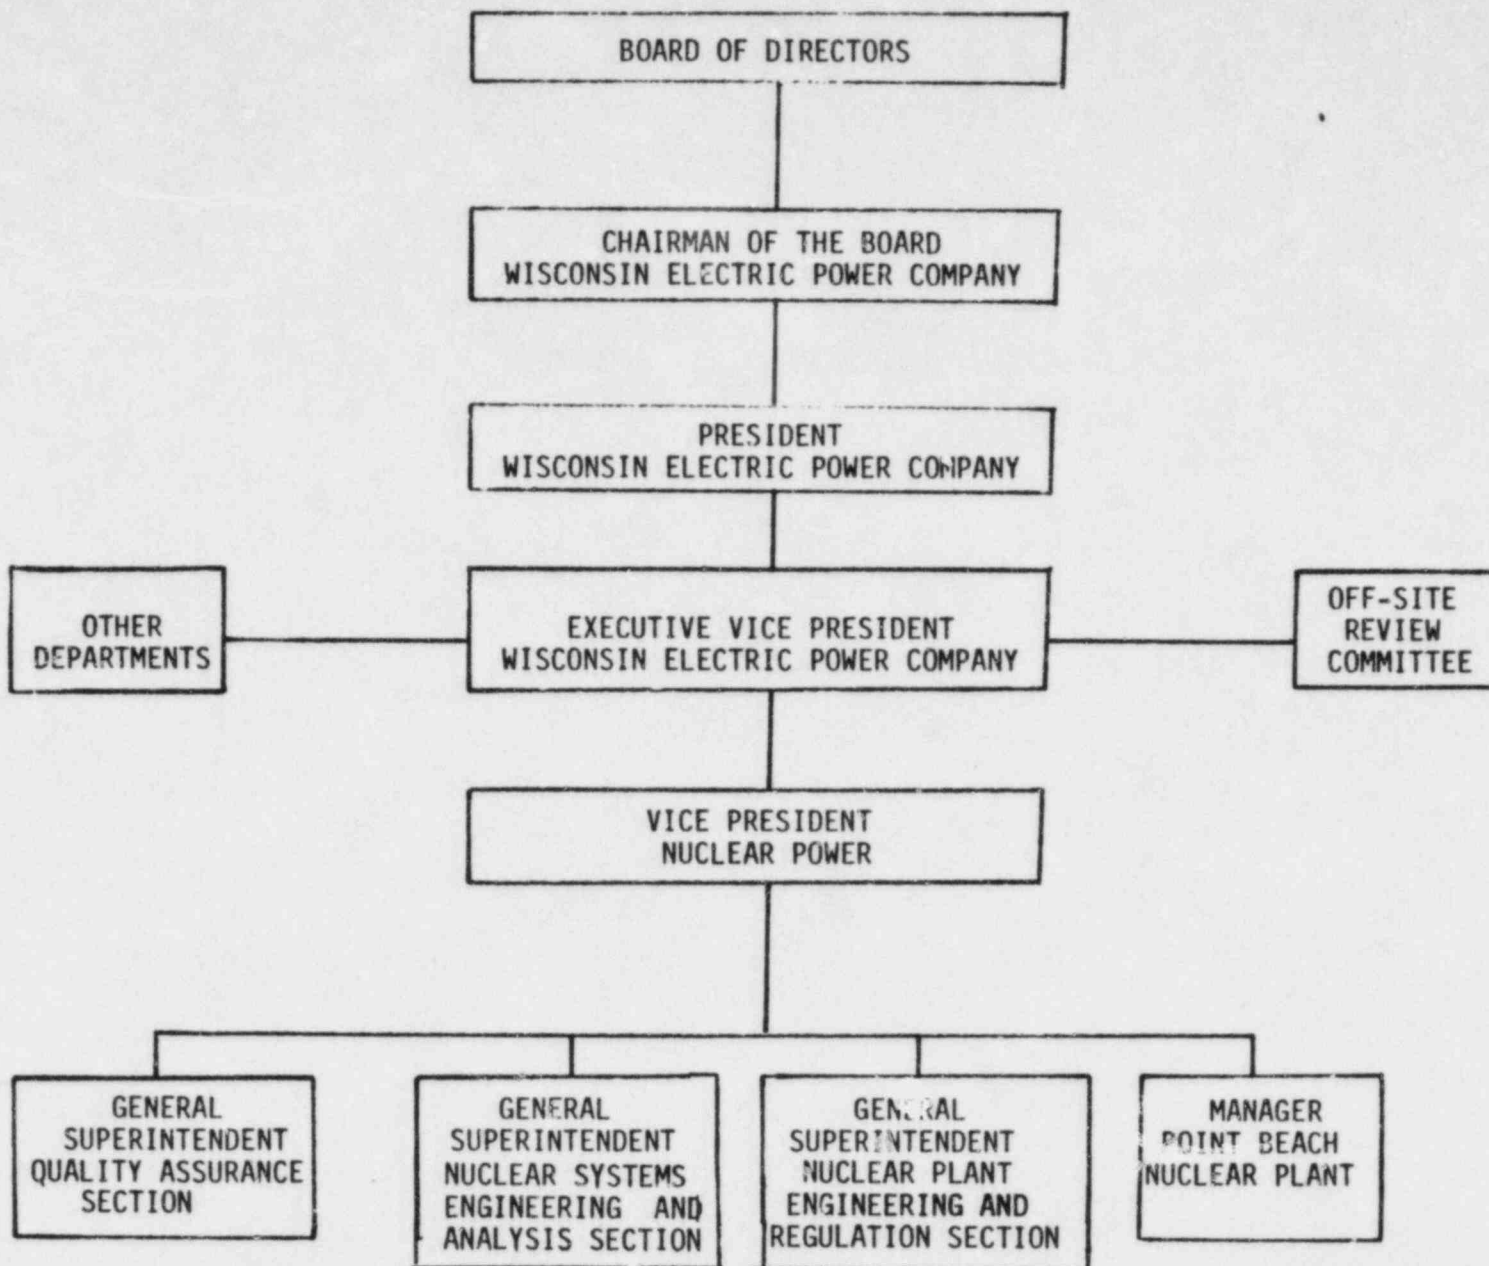 BOARD OF DIRECTORS
CHAIRMAN OF THE BOARD
WISCONSIN ELECTRIC POWER COMPANY
PRESIDENT
WISCONSIN ELECTRIC POWER COMPANY
OTHER
DEPARTMENTS
EXECUTIVE VICE PRESIDENT
WISCONSIN ELECTRIC POWER COMPANY
OFF-SITE
REVIEW
COMMITTEE
VICE PRESIDENT
NUCLEAR POWER
GENERAL
SUPERINTENDENT
QUALITY ASSURANCE
SECTION
GENERAL
SUPERINTENDENT
NUCLEAR SYSTEMS
ENGINEERING AND
ANALYSIS SECTION
GENERAL
SUPERINTENDENT
NUCLEAR PLANT
ENGINEERING AND
REGULATION SECTION
MANAGER
POINT BEACH
NUCLEAR PLANT